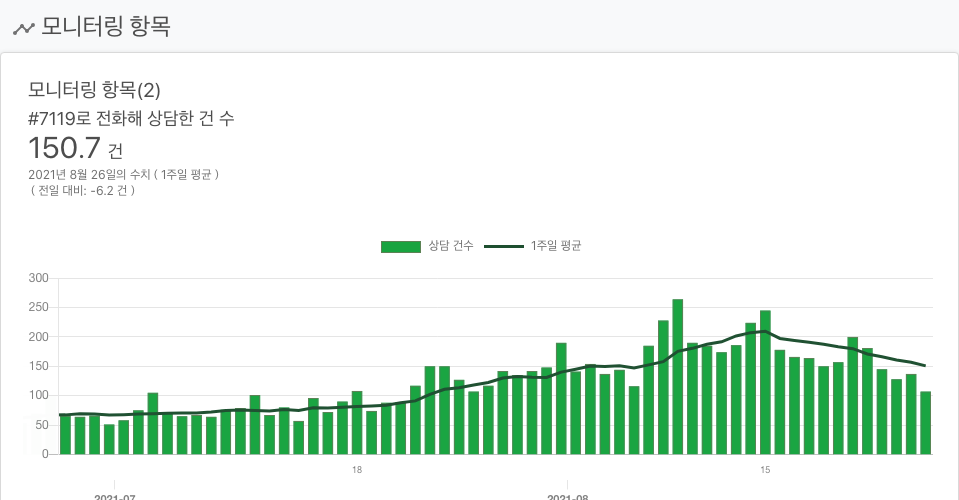 모니터링 항목
모니터링 항목(2)
#7119로 전화해 상담한 건 수
150.7 건
2021년 8월 26일의 수치 ( 1주일 평균 )
( 전일 대비: -6.2 건 )
상담 건수 1주일 평균
300
250
200
150
100
50
0
18 15
2021-07 2021-08